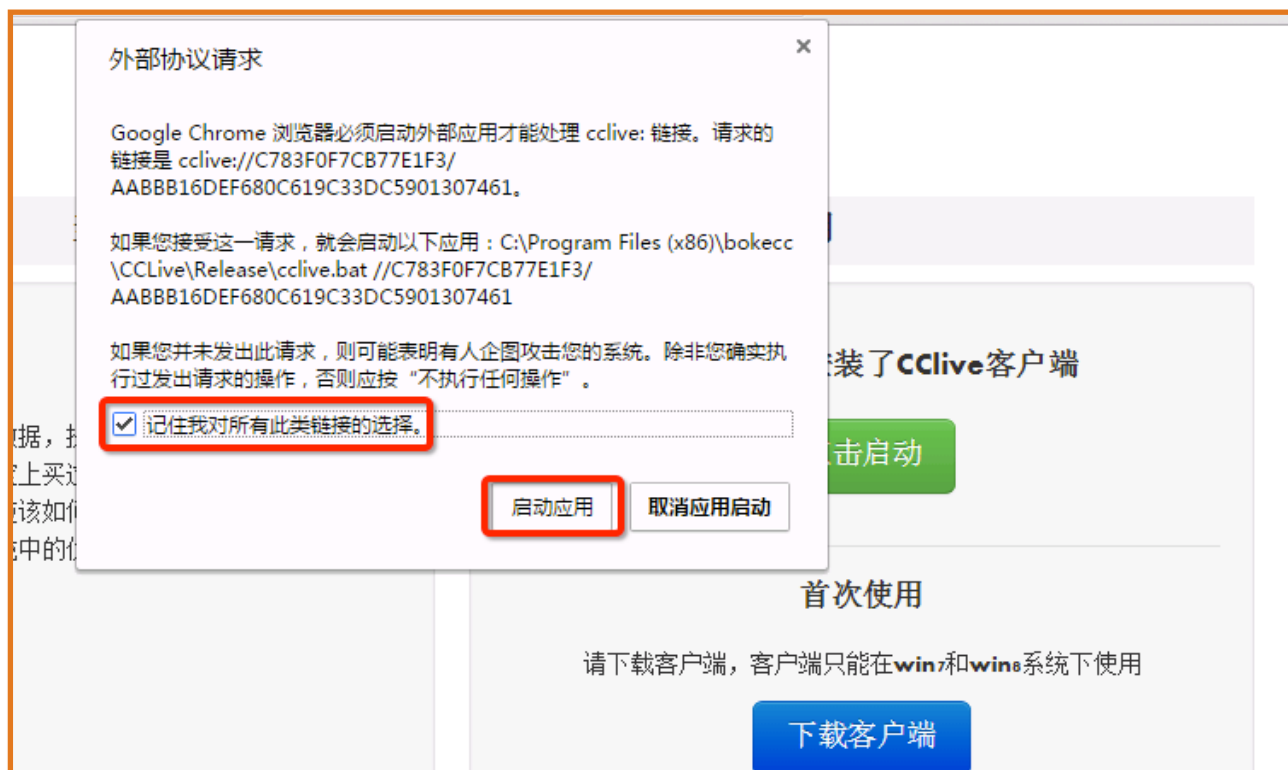 外部协议请求
Google Chrome 浏览器必须启动外部应用才能处理 cclive: 链接。请求的
链接是 cclive://C783F0F7CB77E1F3/
AABBB16DEF680C619C33DC5901307461。
如果您接受这一请求，就会启动以下应用：C:\Program Files (x86)\bokecc
\CCLive\Release\cclive.bat //C783F0F7CB77E1F3/
AABBB16DEF680C619C33DC5901307461
如果您并未发出此请求，则可能表明有人企图攻击您的系统。除非您确实执
行过发出请求的操作，否则应按“不执行任何操作”。
记住我对所有此类链接的选择。
启动应用
取消应用启动
据，
上买
该如
中的
装了CClive客户端
击启动
首次使用
请下载客户端，客户端只能在win7和win8系统下使用
下载客户端